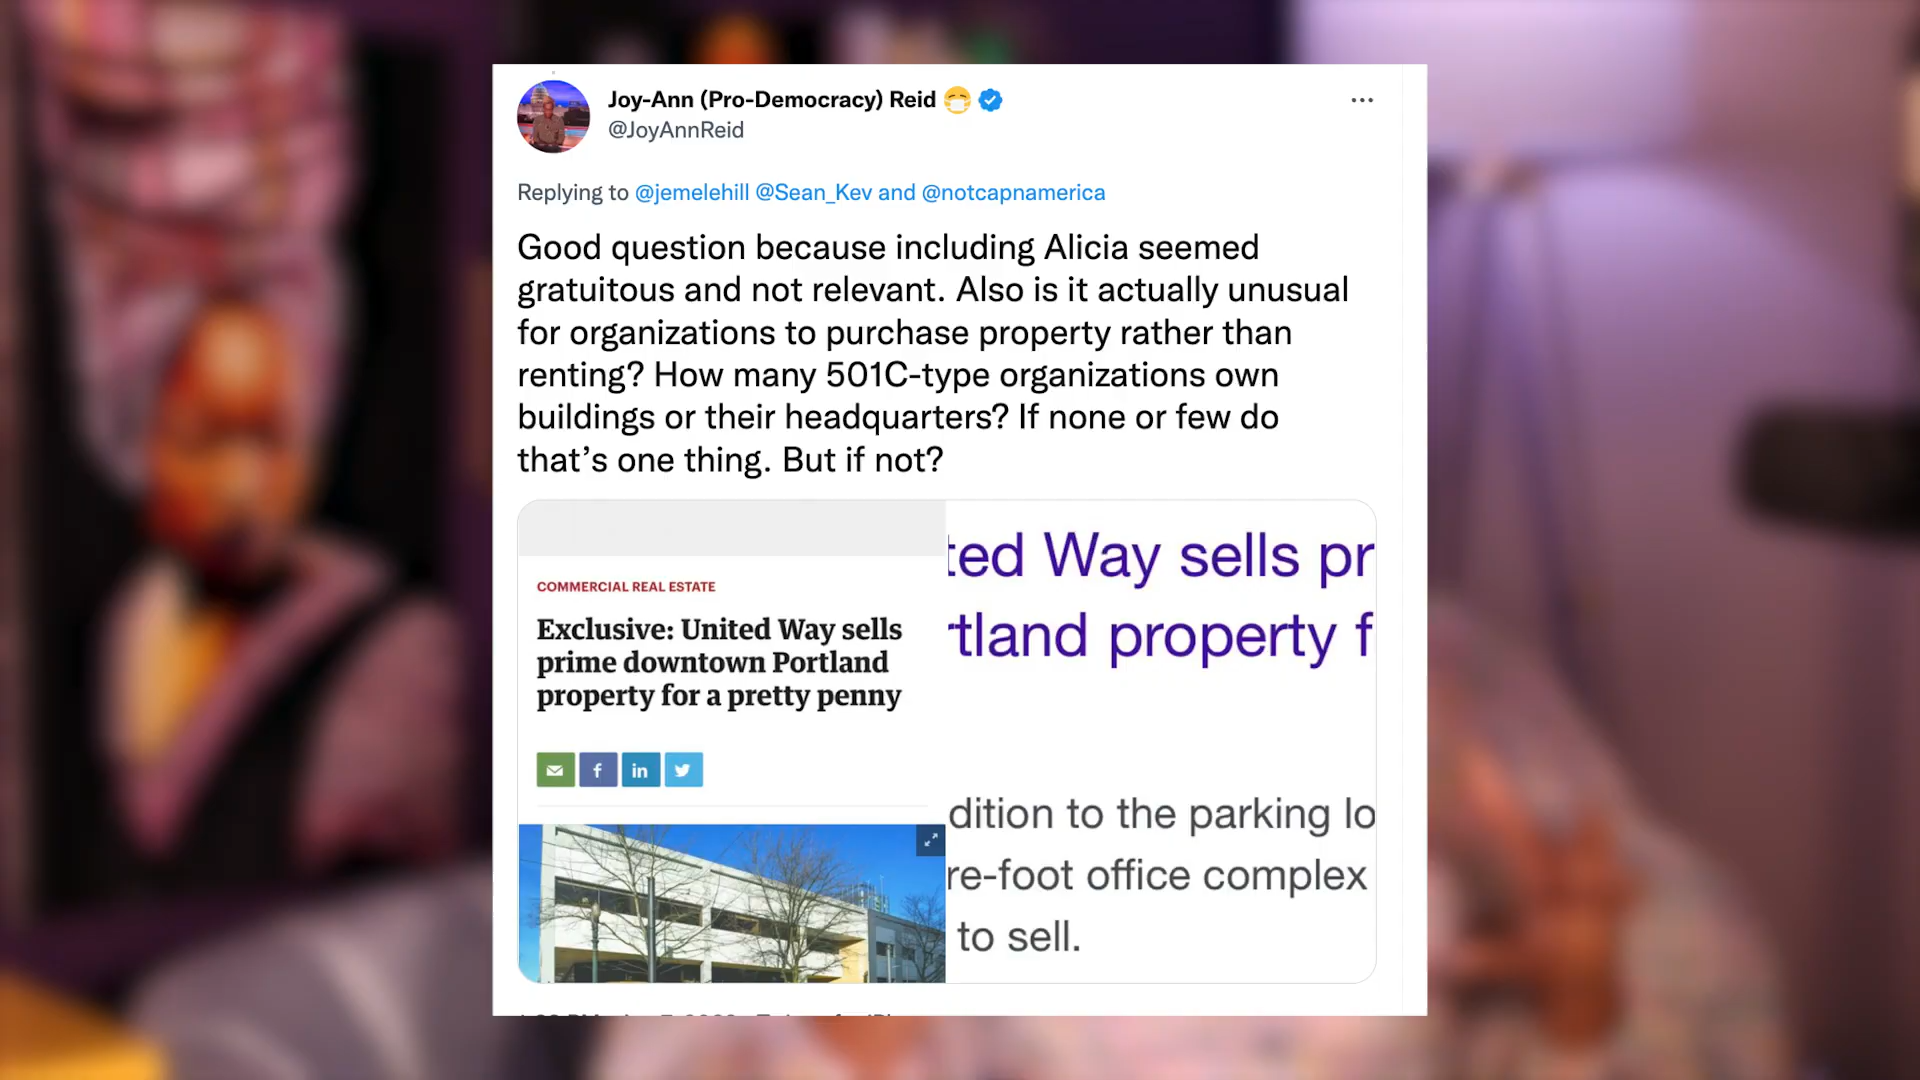 Joy-Ann (Pro-Democracy) Reid 😷
@JoyAnnReid
Replying to @jemelehill @Sean_Kev and @notcapnamerica
Good question because including Alicia seemed
gratuitous and not relevant. Also is it actually unusual
for organizations to purchase property rather than
renting? How many 501C-type organizations own
buildings or their headquarters? If none or few do
that's one thing. But if not?
COMMERCIAL REAL ESTATE
Exclusive: United Way sells
prime downtown Portland
property for a pretty penny
f in
ted Way sells pr
rtland property f
dition to the parking lo
re-foot office complex
to sell.